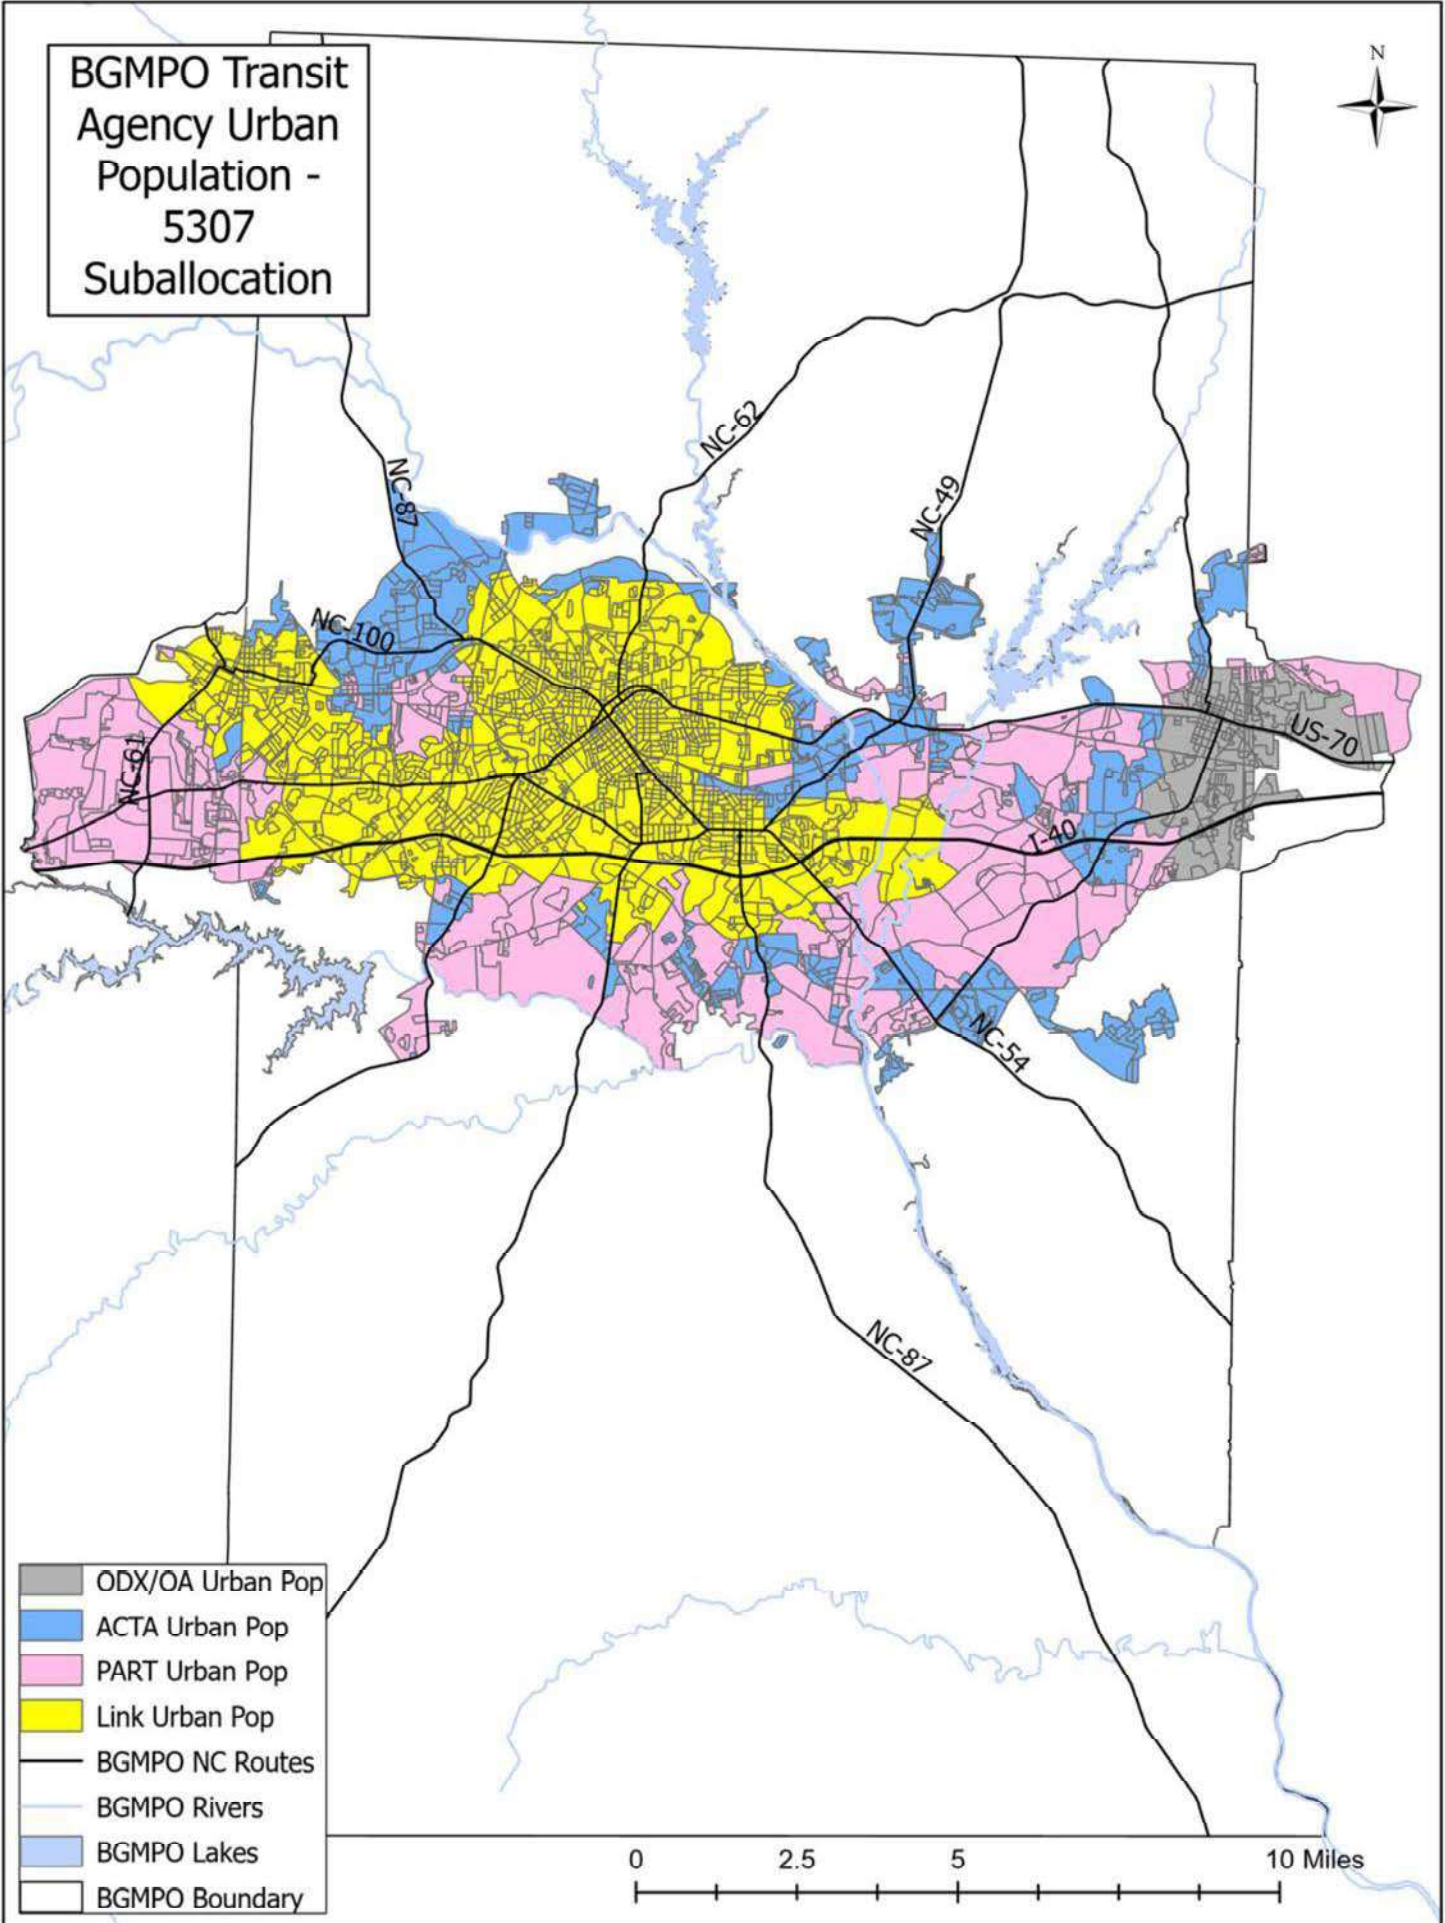 BGMPO Transit
Agency Urban
Population -
5307
Suballocation
N
NC-62
NC-87
NC-49
NC-100
US-70
NC-61
I-40
NC-54
NC-87
ODX/OA Urban Pop
ACTA Urban Pop
PART Urban Pop
Link Urban Pop
BGMPO NC Routes
BGMPO Rivers
BGMPO Lakes
BGMPO Boundary
0 2.5 5 10 Miles